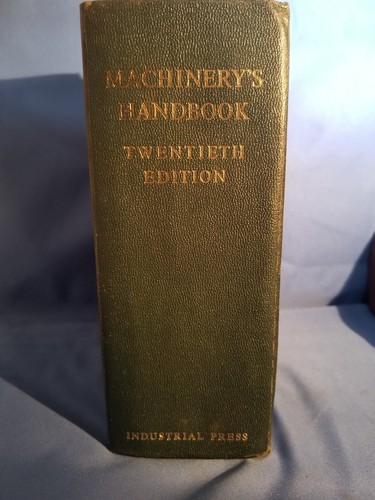 MACHINERY'S
HANDBOOK
TWENTIETH
EDITION
INDUSTRIAL PRESS